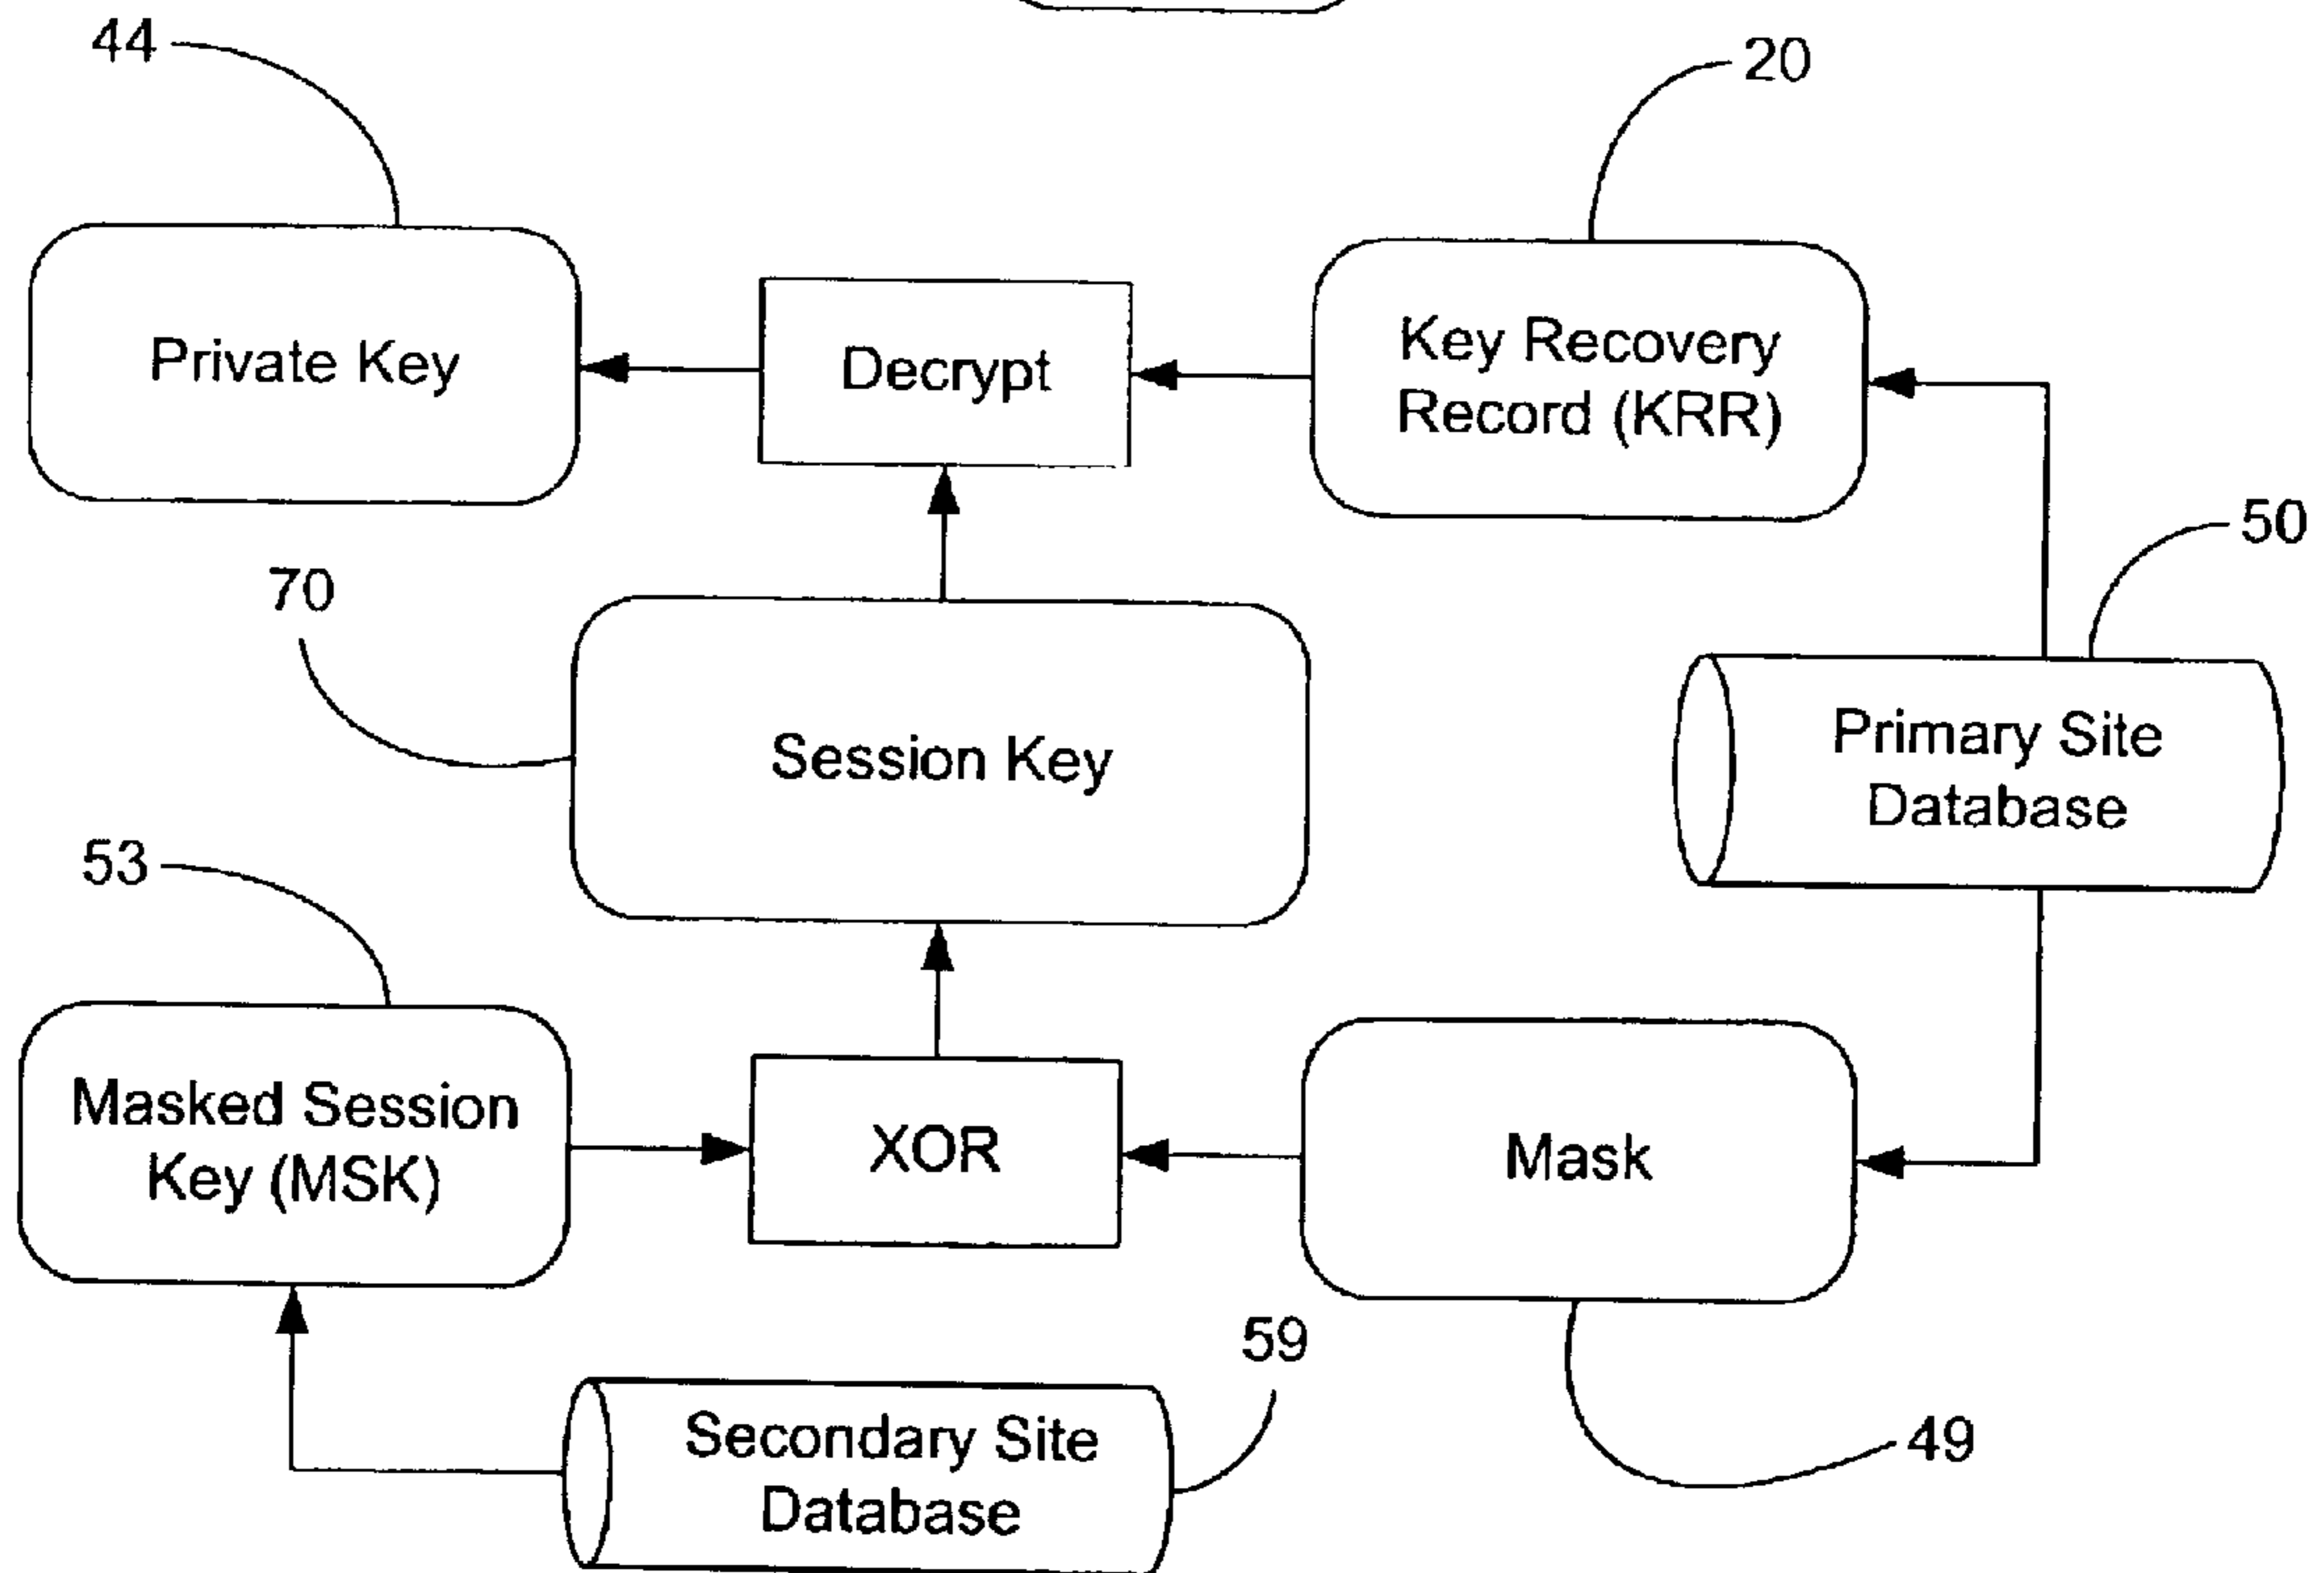 44
20
Private Key
Decrypt
Key Recovery
Record (KRR)
50
70
Session Key
Primary Site
Database
53
Masked Session
Key (MSK)
XOR
Mask
59
Secondary Site
Database
49